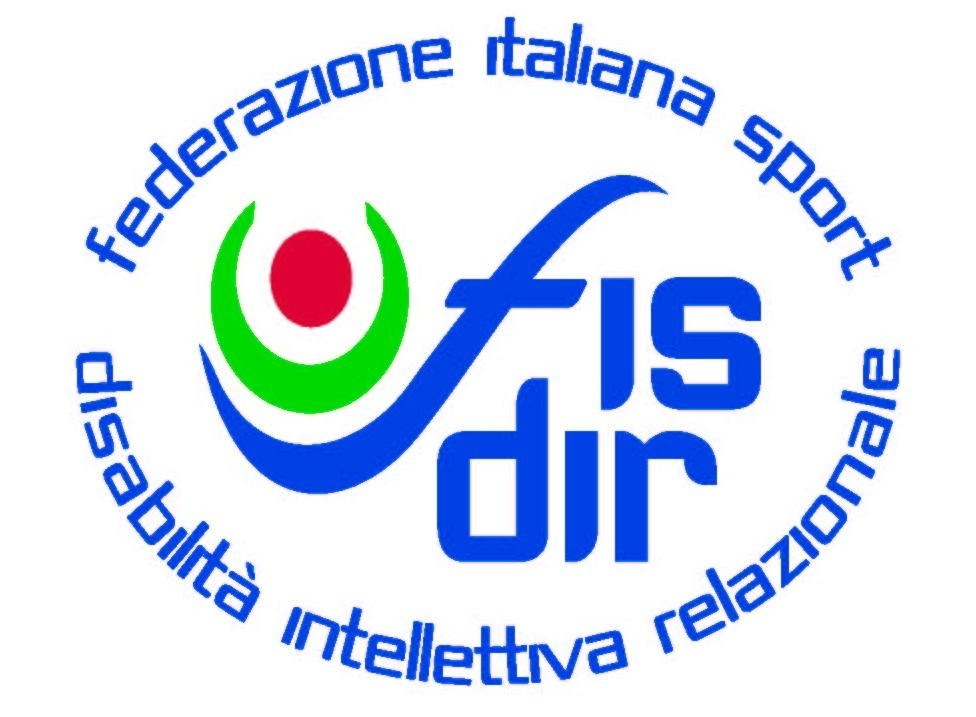 federazione italiana sport
fis
dir
disabilità intellettiva relazionale